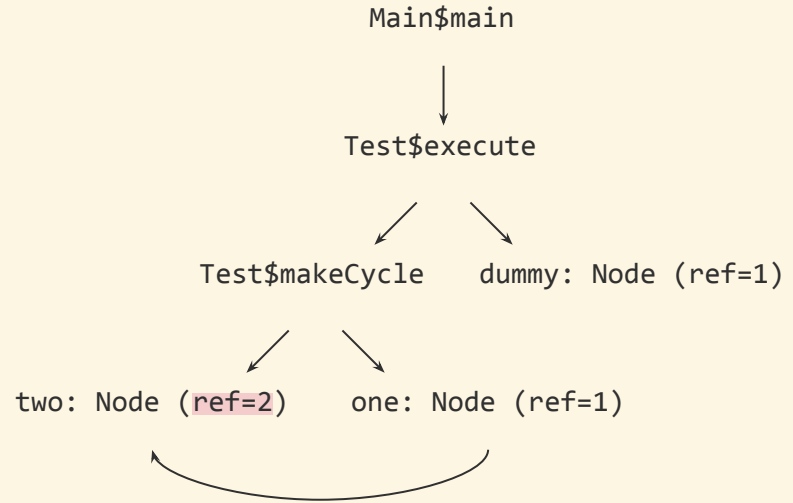 Main$main
Test$execute
Test$makeCycle dummy: Node (ref=1)
two: Node (ref=2) one: Node (ref=1)